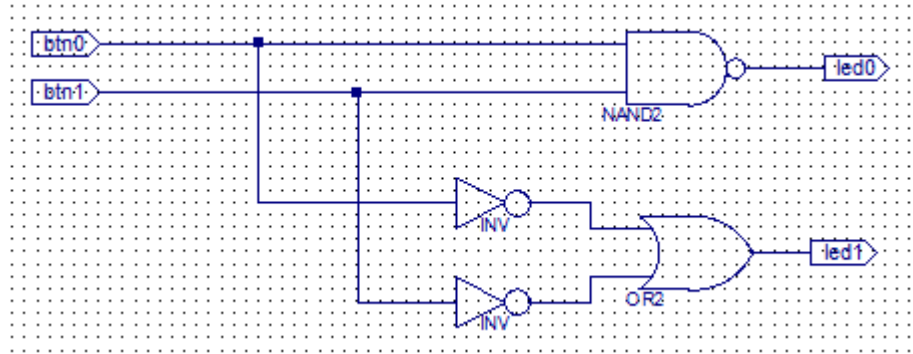 btn0
led0
btn1
NAND2
INV
led1
OR2
INV